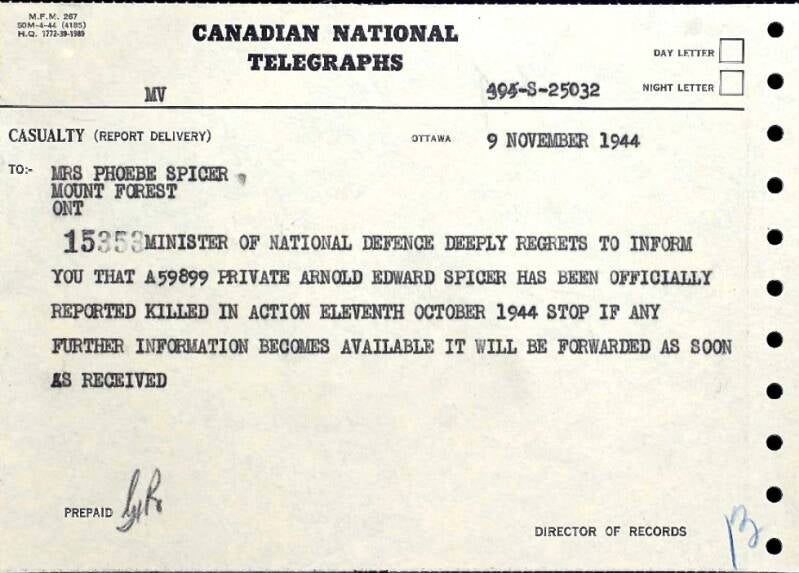 M.F.M. 267
50M-4-44 (4185)
H.Q. 1772-39-1989
CANADIAN NATIONAL
TELEGRAPHS
DAY LETTER
NIGHT LETTER
MV
494-S-25032
CASUALTY (REPORT DELIVERY)
OTTAWA 9 NOVEMBER 1944
TO:- MRS PHOEBE SPICER
MOUNT FOREST
ONT
15353 MINISTER OF NATIONAL DEFENCE DEEPLY REGRETS TO INFORM
YOU THAT A59899 PRIVATE ARNOLD EDWARD SPICER HAS BEEN OFFICIALLY
REPORTED KILLED IN ACTION ELEVENTH OCTOBER 1944 STOP IF ANY
FURTHER INFORMATION BECOMES AVAILABLE IT WILL BE FORWARDED AS SOON
AS RECEIVED
PREPAID
DIRECTOR OF RECORDS